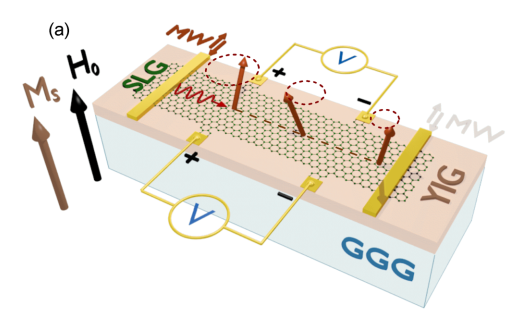 (a)
MW
V
+
-
H₀
Ms
SLG
MW
YIG
+
-
V
GGG